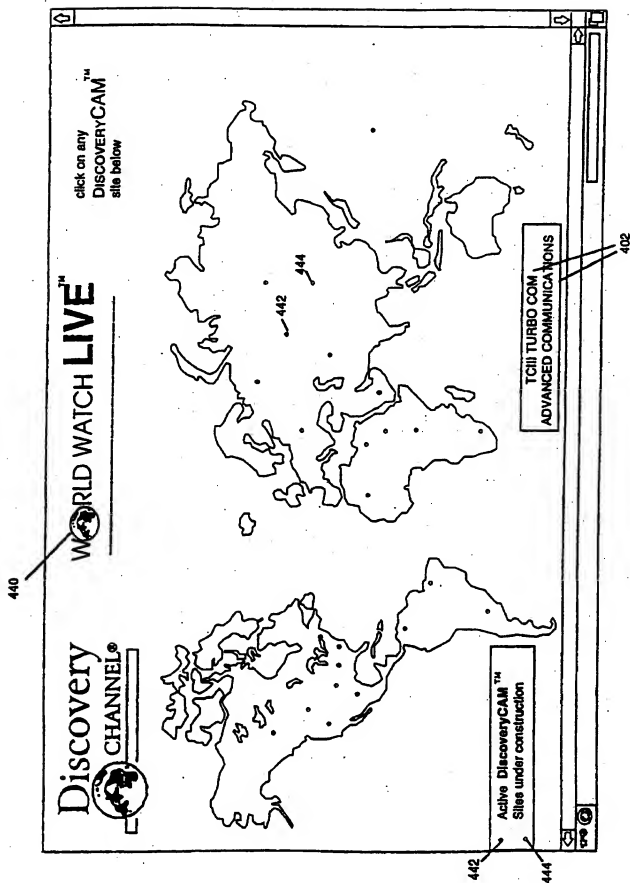 440
Discovery
CHANNEL®
WORLD WATCH LIVE™
click on any
DISCOVERYCAM™
site below
442
444
442
444
Active DiscoveryCAM™
Sites under construction
TCIII TURBO COM
ADVANCED COMMUNICATIONS
402